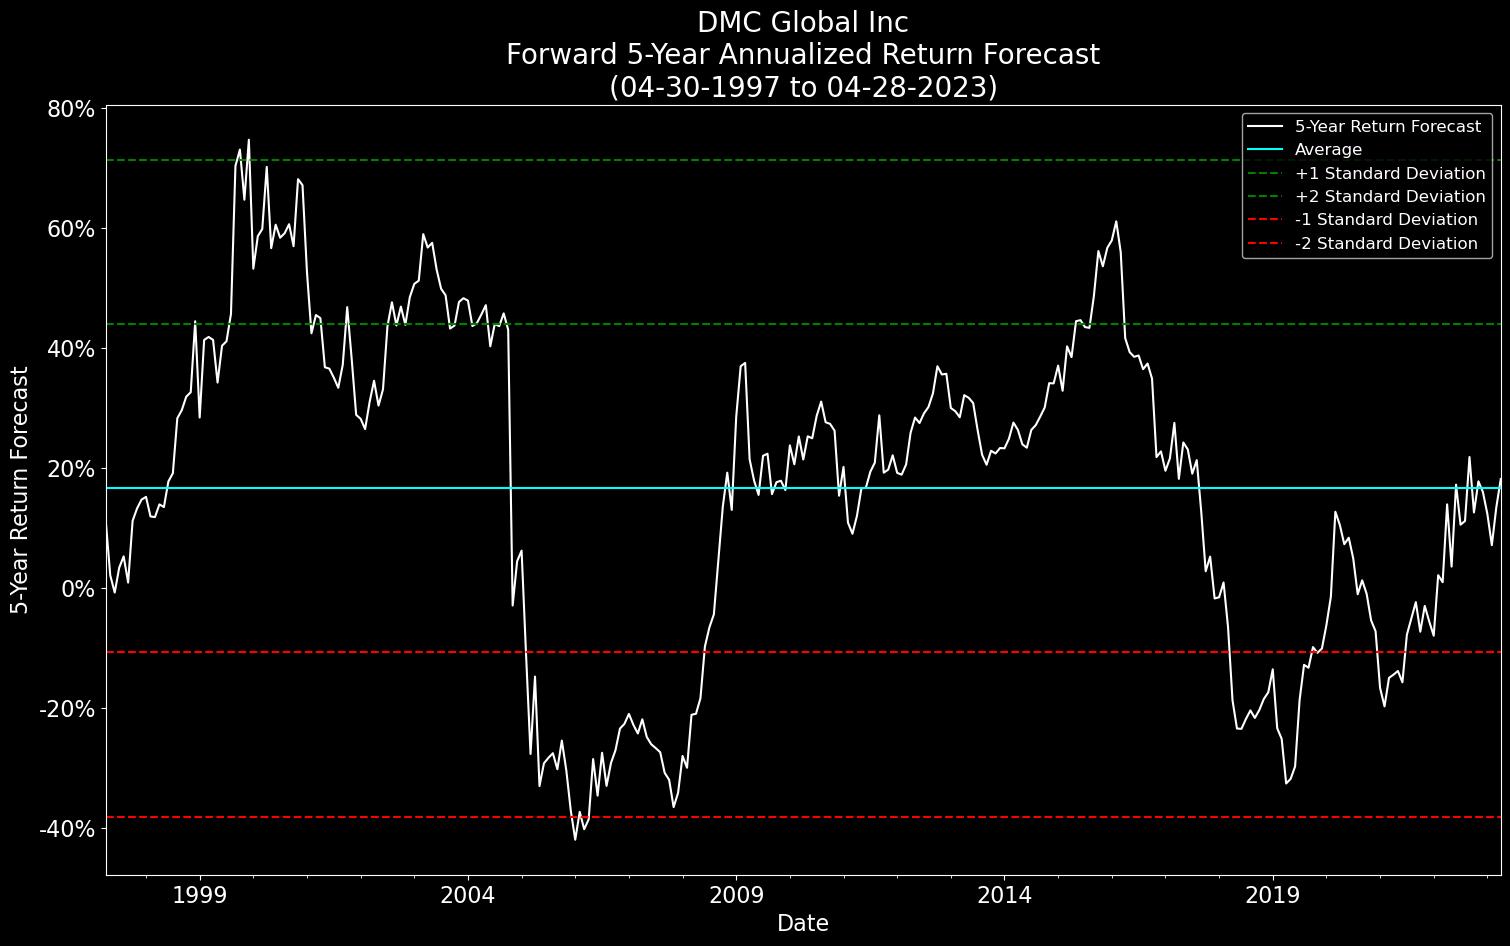 DMC Global Inc
Forward 5-Year Annualized Return Forecast
(04-30-1997 to 04-28-2023)
80%
60%
40%
20%
0%
-20%
-40%
5-Year Return Forecast
5-Year Return Forecast
Average
+1 Standard Deviation
+2 Standard Deviation
-1 Standard Deviation
-2 Standard Deviation
1999 2004 2009 2014 2019
Date